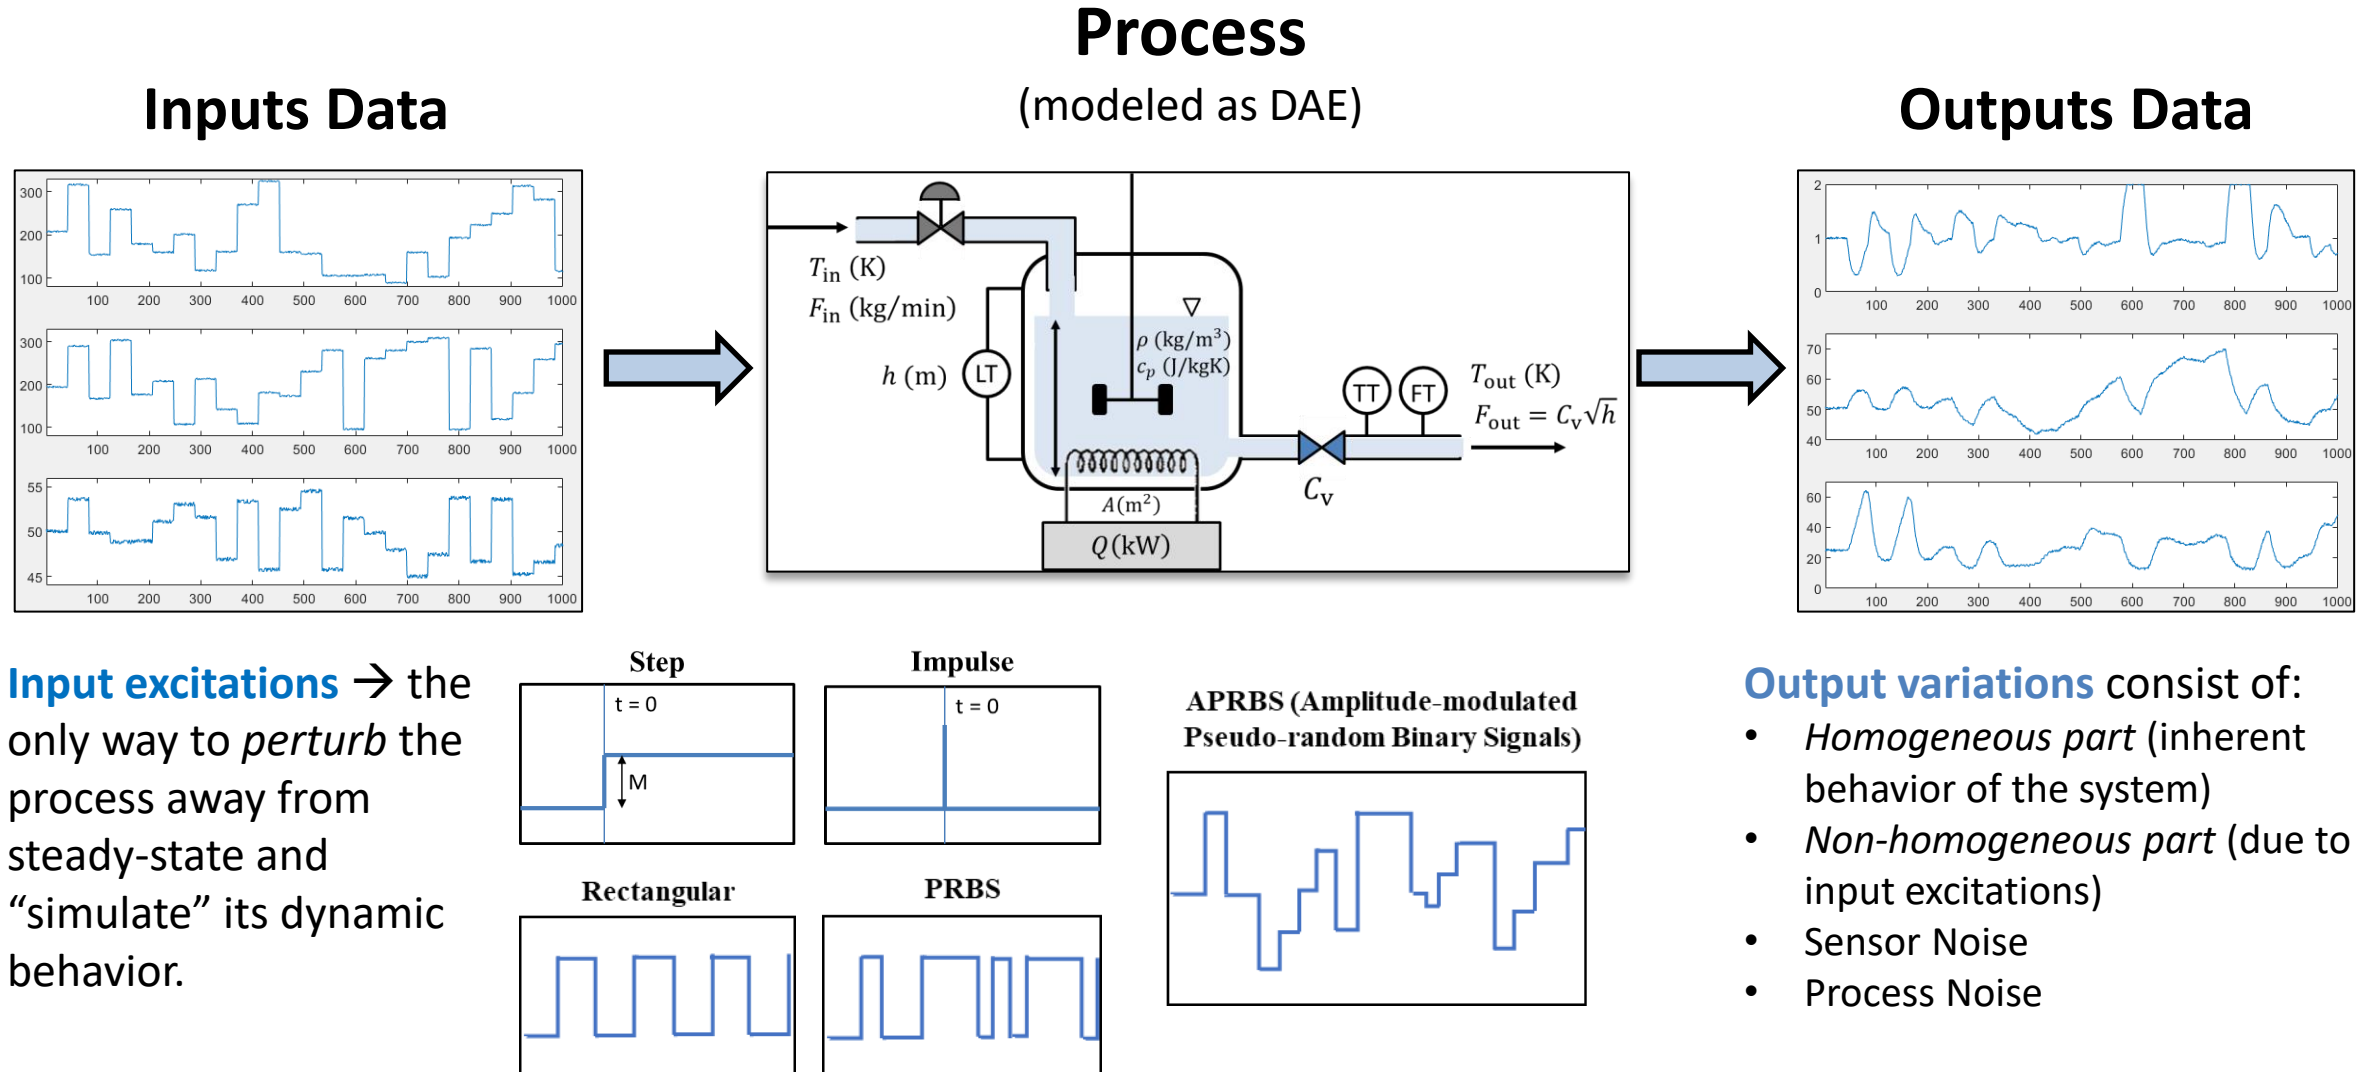 Process
(modeled as DAE)
Inputs Data
Outputs Data
300
200
100
100 200 300 400 500 600 700 800 900 1000
300
200
100
100 200 300 400 500 600 700 800 900 1000
55
50
45
100 200 300 400 500 600 700 800 900 1000
T_in (K)
F_in (kg/min)
h (m)
LT
ρ (kg/m³)
c_p (J/kgK)
A(m²)
Q(kW)
C_v
TT
FT
T_out (K)
F_out = C_v√h
2
1
0
100 200 300 400 500 600 700 800 900 1000
70
60
50
40
100 200 300 400 500 600 700 800 900 1000
60
40
20
0
100 200 300 400 500 600 700 800 900 1000
Input excitations → the
only way to perturb the
process away from
steady-state and
“simulate” its dynamic
behavior.
Step
t = 0
M
Impulse
t = 0
Rectangular
PRBS
APRBS (Amplitude-modulated
Pseudo-random Binary Signals)
Output variations consist of:
• Homogeneous part (inherent
behavior of the system)
• Non-homogeneous part (due to
input excitations)
• Sensor Noise
• Process Noise